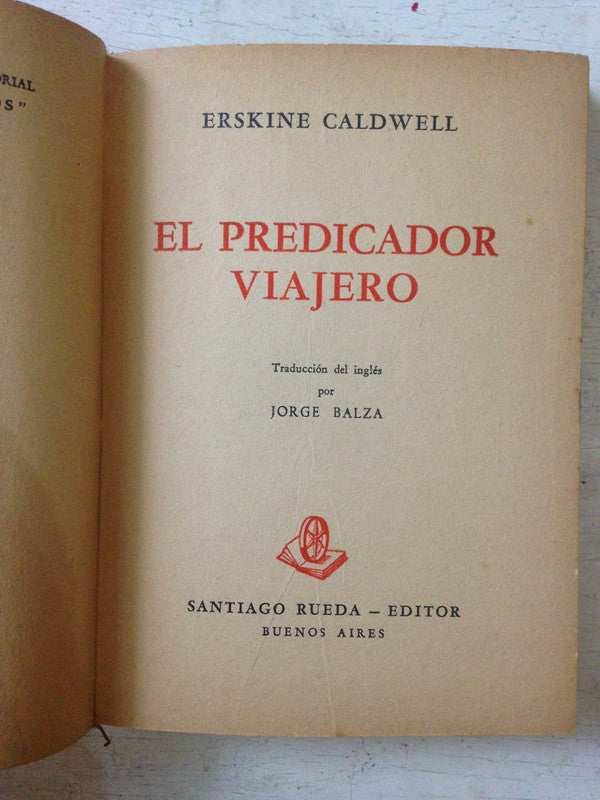 ERSKINE CALDWELL
EL PREDICADOR
VIAJERO
Traducción del inglés
por
JORGE BALZA
SANTIAGO RUEDA — EDITOR
BUENOS AIRES